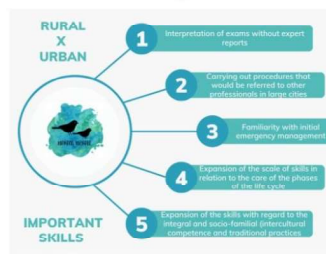 RURAL
X
URBAN
1
Interpretation of exams without expert
reports
2
Carrying out procedures that
would be referred to other
professionals in large cities
3
Familiarity with initial
emergency management
4
Expansion of the scale of skills in
relation to the care of the phases
of the life cycle
5
Expansion of the skills with regard to the
integral and socio-familial (intercultural
competence and traditional practices
IMPORTANT
SKILLS